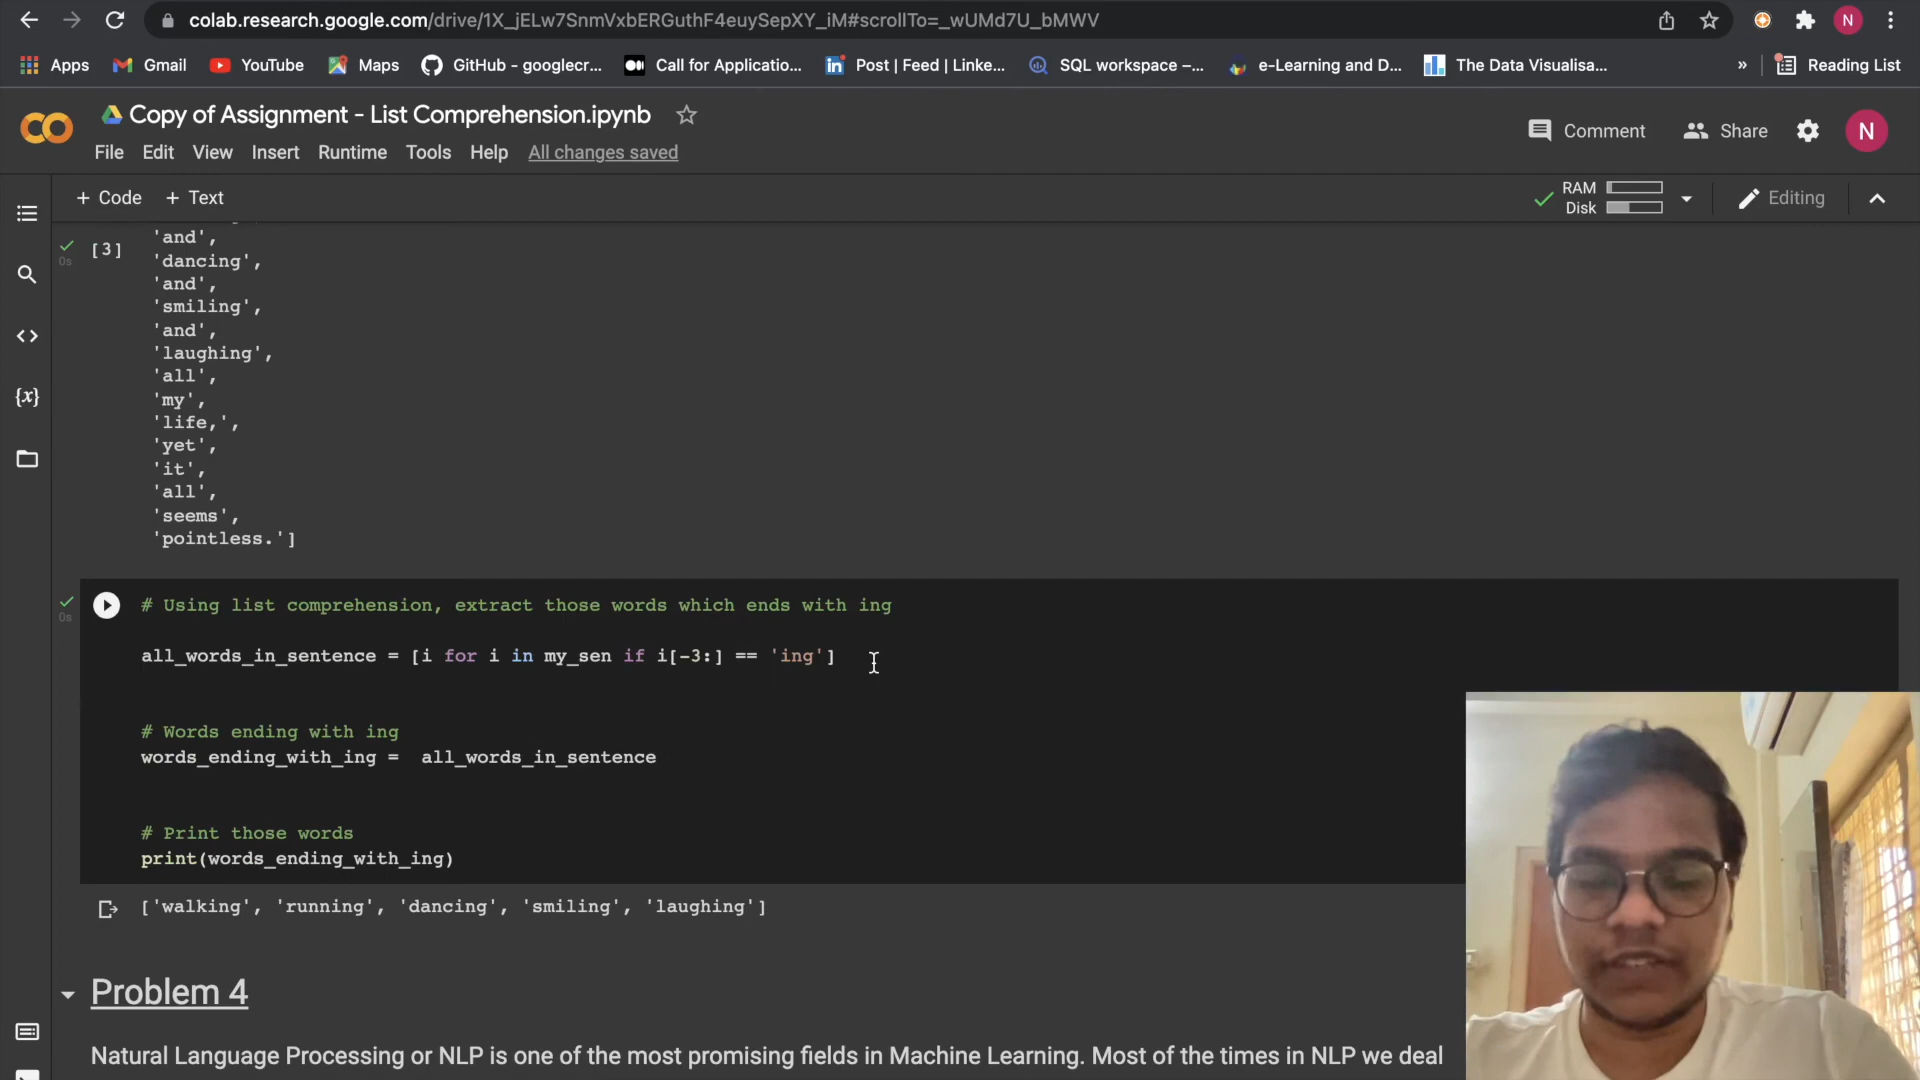 colab.research.google.com/drive/1X_jELw7SnmVxbERGuthF4euySepXY_iM#scrollTo=_wUMd7U_bMWV
N
Apps
Gmail
YouTube
Maps
GitHub - googlecr...
Call for Applicatio...
Post | Feed | Linke...
SQL workspace –...
e-Learning and D...
The Data Visualisa...
»
Reading List
Copy of Assignment - List Comprehension.ipynb
Comment
Share
N
File Edit View Insert Runtime Tools Help All changes saved
+ Code + Text
RAM
Disk
Editing
[3]
0s
'and',
'dancing',
'and',
'smiling',
'and',
'laughing',
'all',
'my',
'life,',
'yet',
'it',
'all',
'seems',
'pointless.']
{x}
0s
# Using list comprehension, extract those words which ends with ing
all_words_in_sentence = [i for i in my_sen if i[-3:] == 'ing']
# Words ending with ing
words_ending_with_ing =  all_words_in_sentence
# Print those words
print(words_ending_with_ing)
['walking', 'running', 'dancing', 'smiling', 'laughing']
Problem 4
Natural Language Processing or NLP is one of the most promising fields in Machine Learning. Most of the times in NLP we deal